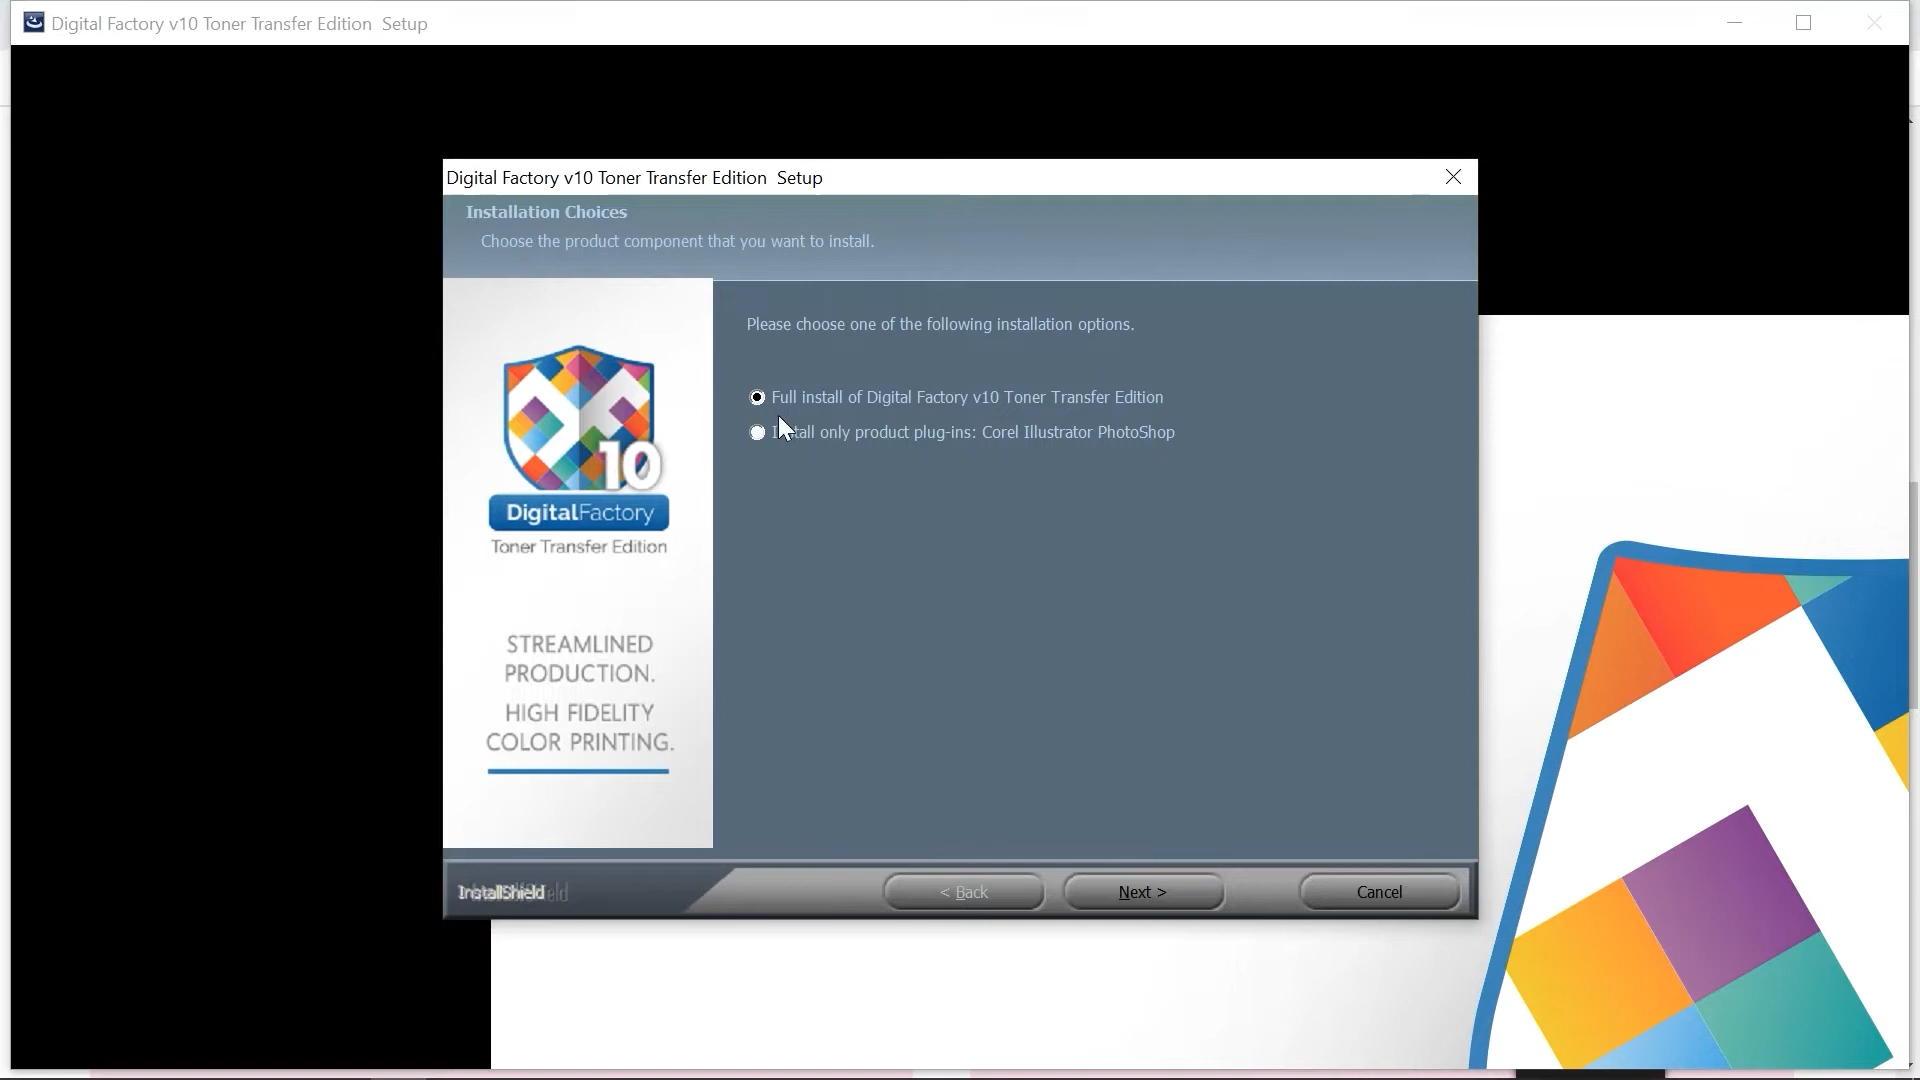 Digital Factory v10 Toner Transfer Edition  Setup
Digital Factory v10 Toner Transfer Edition  Setup
Installation Choices
Choose the product component that you want to install.
Please choose one of the following installation options.
Full install of Digital Factory v10 Toner Transfer Edition
Install only product plug-ins: Corel Illustrator PhotoShop
10
DigitalFactory
Toner Transfer Edition
STREAMLINED
PRODUCTION.
HIGH FIDELITY
COLOR PRINTING.
InstallShield
< Back
Next >
Cancel